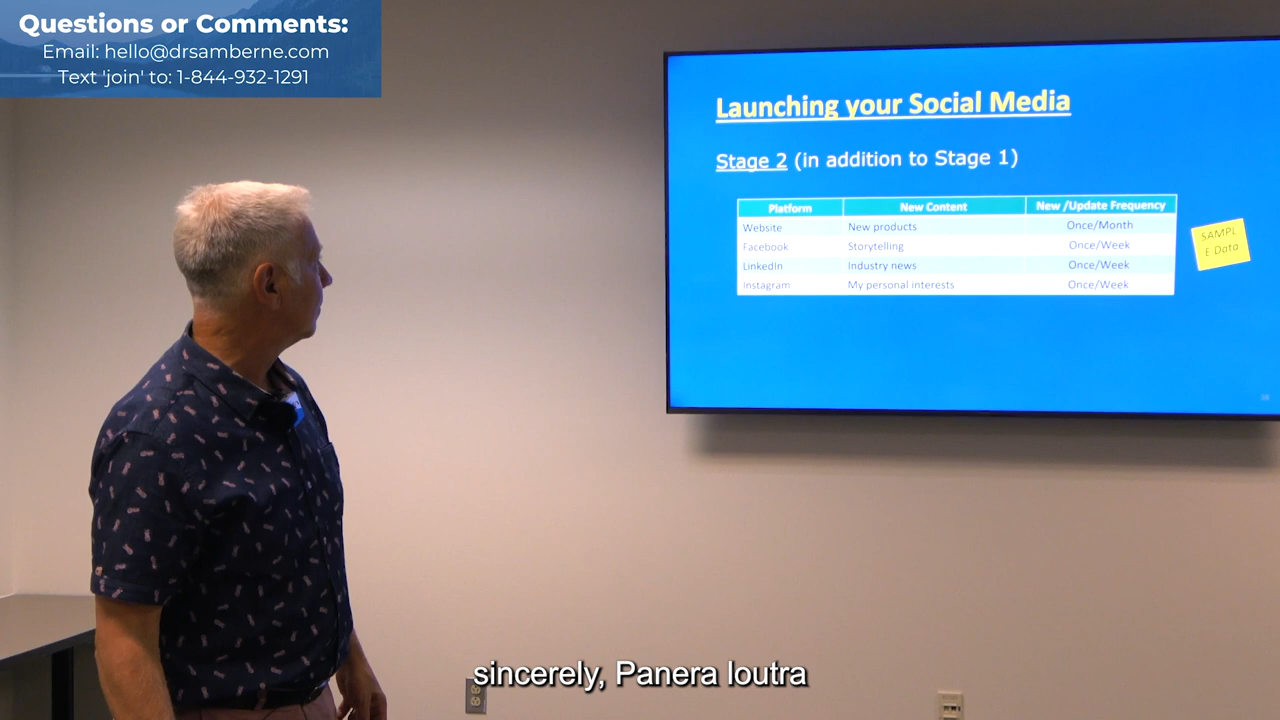 Questions or Comments:
Email: hello@drsamberne.com
Text 'join' to: 1-844-932-1291
Launching your Social Media
Stage 2 (in addition to Stage 1)
Platform New Content New /Update Frequency
Website New products Once/Month
Facebook Storytelling Once/Week
LinkedIn Industry news Once/Week
Instagram My personal interests Once/Week
SAMPL
E Data
sincerely, Panera loutra